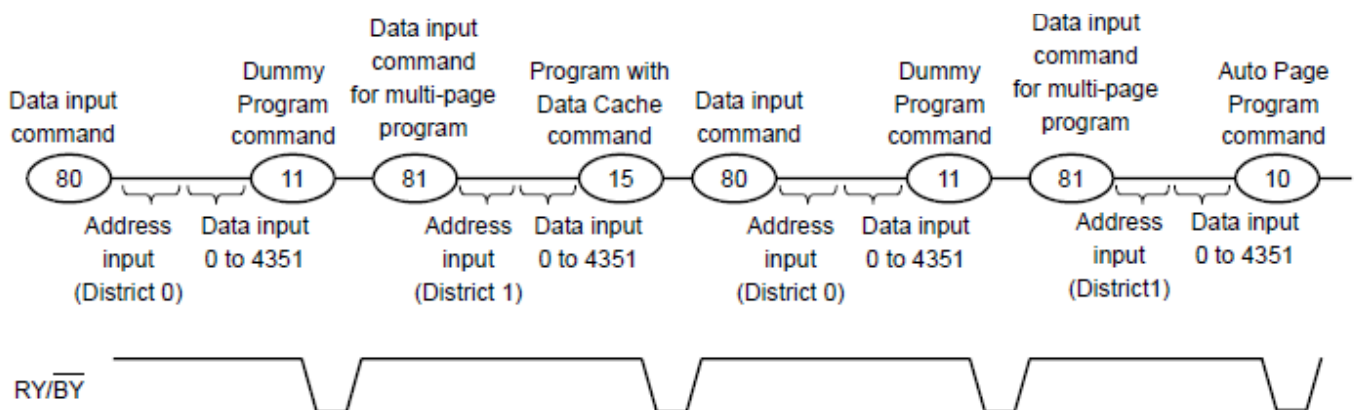 Data input
command
80
Address
input
(District 0)
Data input
0 to 4351
Dummy
Program
command
11
Data input
command
for multi-page
program
81
Address
input
(District 1)
Data input
0 to 4351
Program with
Data Cache
command
15
Data input
command
80
Address
input
(District 0)
Data input
0 to 4351
Dummy
Program
command
11
Data input
command
for multi-page
program
81
Address
input
(District1)
Data input
0 to 4351
Auto Page
Program
command
10
RY/B̅Y̅